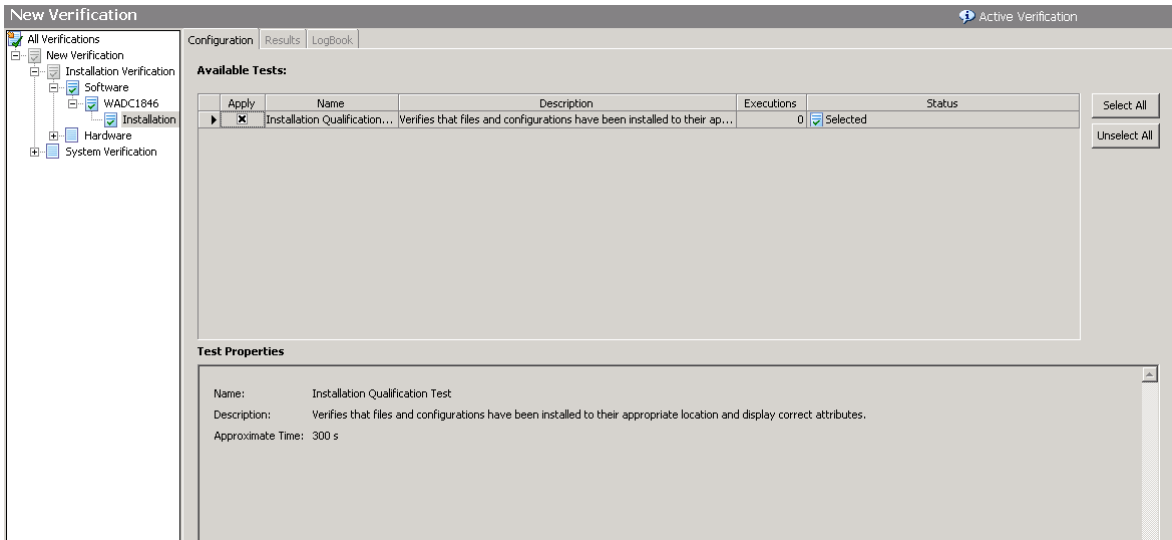 New Verification
Active Verification
All Verifications
New Verification
Installation Verification
Software
WADC1846
Installation
Hardware
System Verification
Configuration Results LogBook
Available Tests:
Apply Name Description Executions Status
Installation Qualification... Verifies that files and configurations have been installed to their ap... 0 Selected
Select All
Unselect All
Test Properties
Name: Installation Qualification Test
Description: Verifies that files and configurations have been installed to their appropriate location and display correct attributes.
Approximate Time: 300 s